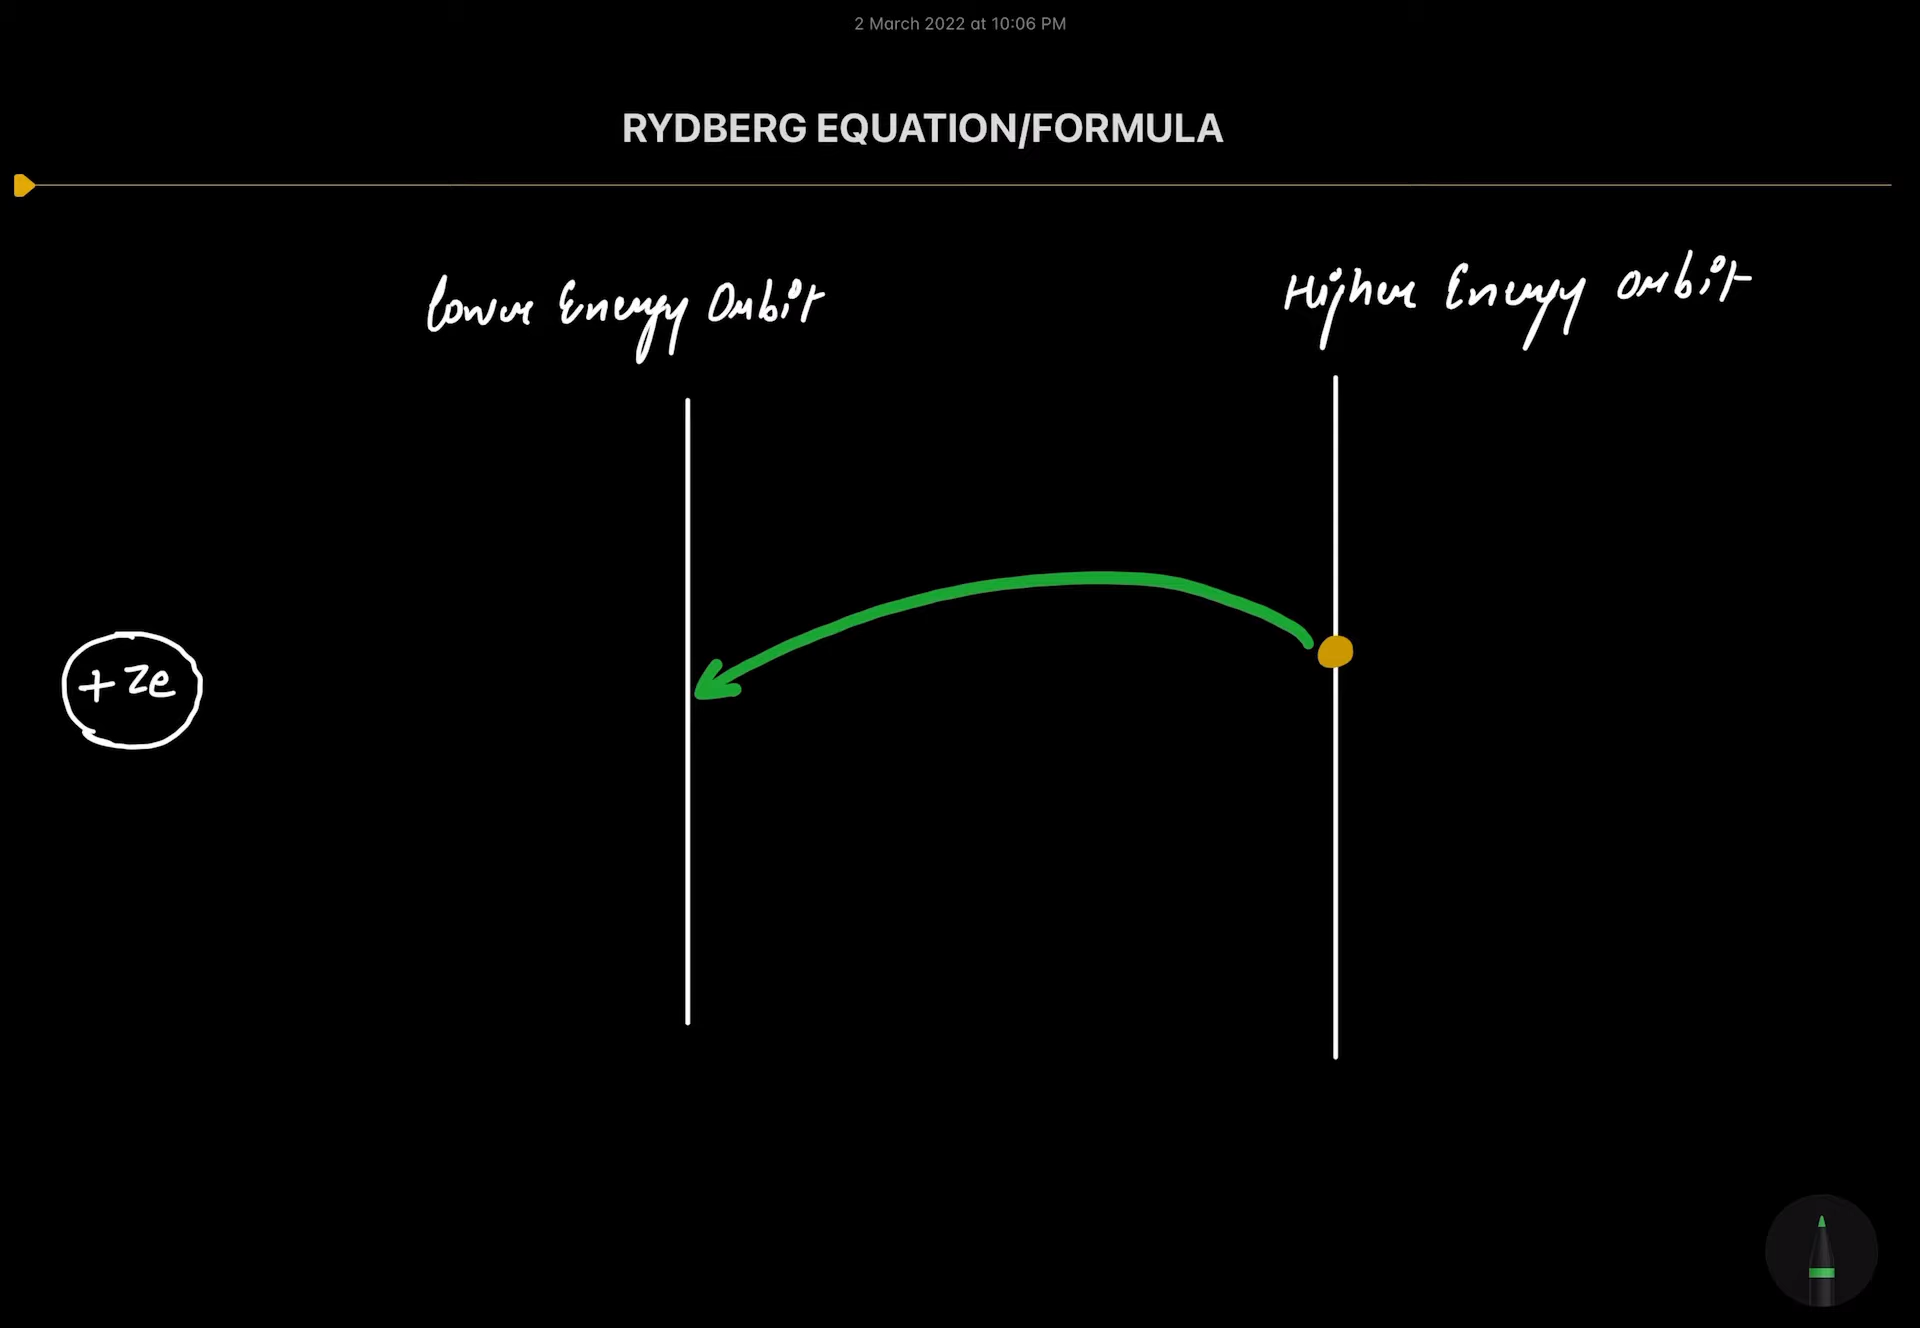 2 March 2022 at 10:06 PM
RYDBERG EQUATION/FORMULA
Lower Energy Orbit
Higher Energy Orbit
+ze